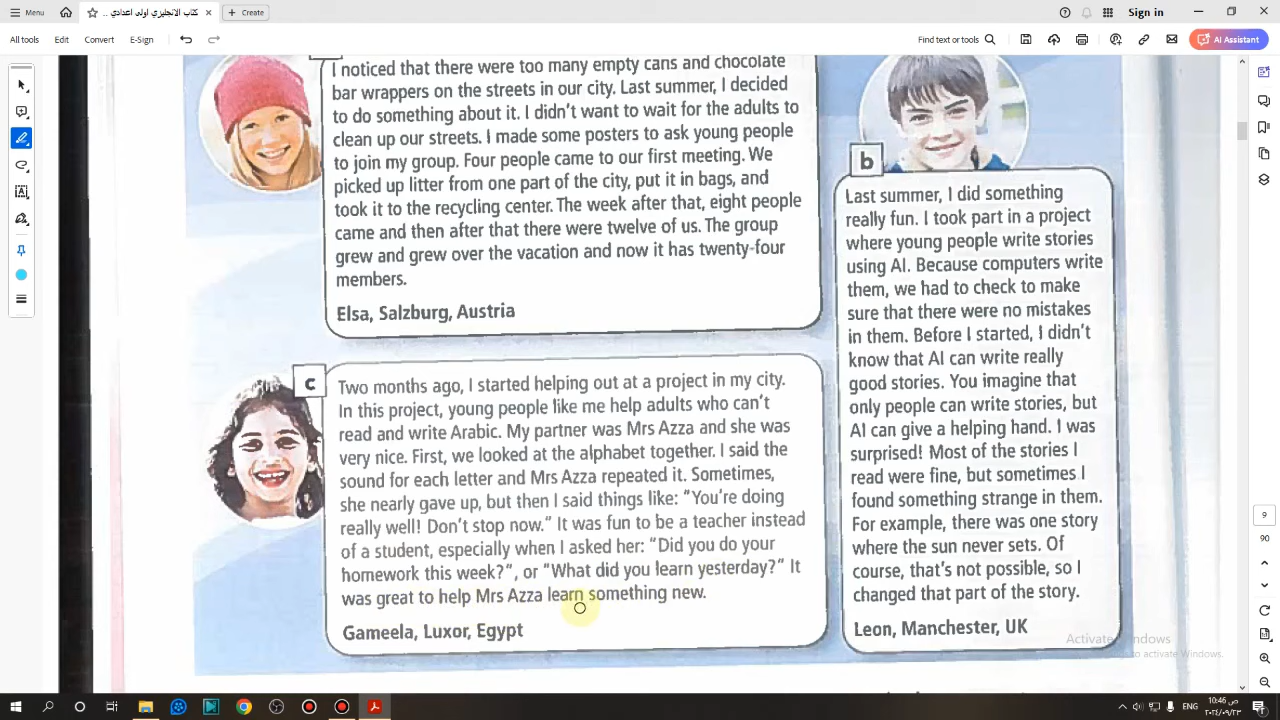 Menu
كتاب الانجليزي اولى اعدادي ..
Create
Sign in
All tools
Edit
Convert
E-Sign
Find text or tools
AI Assistant
I noticed that there were too many empty cans and chocolate
bar wrappers on the streets in our city. Last summer, I decided
to do something about it. I didn't want to wait for the adults to
clean up our streets. I made some posters to ask young people
to join my group. Four people came to our first meeting. We
picked up litter from one part of the city, put it in bags, and
took it to the recycling center. The week after that, eight people
came and then after that there were twelve of us. The group
grew and grew over the vacation and now it has twenty-four
members.
Elsa, Salzburg, Austria
b
Last summer, I did something
really fun. I took part in a project
where young people write stories
using AI. Because computers write
them, we had to check to make
sure that there were no mistakes
in them. Before I started, I didn't
know that AI can write really
good stories. You imagine that
only people can write stories, but
AI can give a helping hand. I was
surprised! Most of the stories I
read were fine, but sometimes I
found something strange in them.
For example, there was one story
where the sun never sets. Of
course, that's not possible, so I
changed that part of the story.
Leon, Manchester, UK
c
Two months ago, I started helping out at a project in my city.
In this project, young people like me help adults who can't
read and write Arabic. My partner was Mrs Azza and she was
very nice. First, we looked at the alphabet together. I said the
sound for each letter and Mrs Azza repeated it. Sometimes,
she nearly gave up, but then I said things like: "You're doing
really well! Don't stop now." It was fun to be a teacher instead
of a student, especially when I asked her: "Did you do your
homework this week?", or "What did you learn yesterday?" It
was great to help Mrs Azza learn something new.
Gameela, Luxor, Egypt
9
90
ENG
10:46 ص
٢٠٢٤/٠٩/٢٣